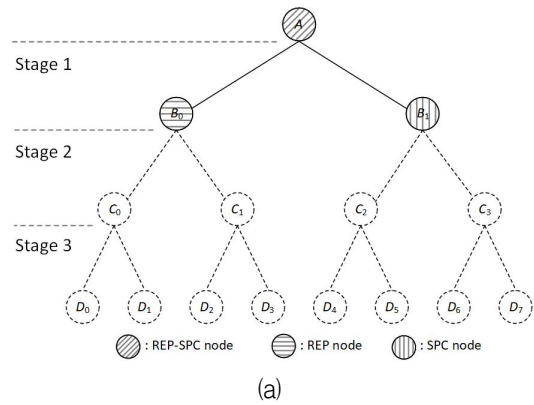 A
Stage 1
B₀ B₁
Stage 2
C₀ C₁ C₂ C₃
Stage 3
D₀ D₁ D₂ D₃ D₄ D₅ D₆ D₇
: REP-SPC node : REP node : SPC node
(a)